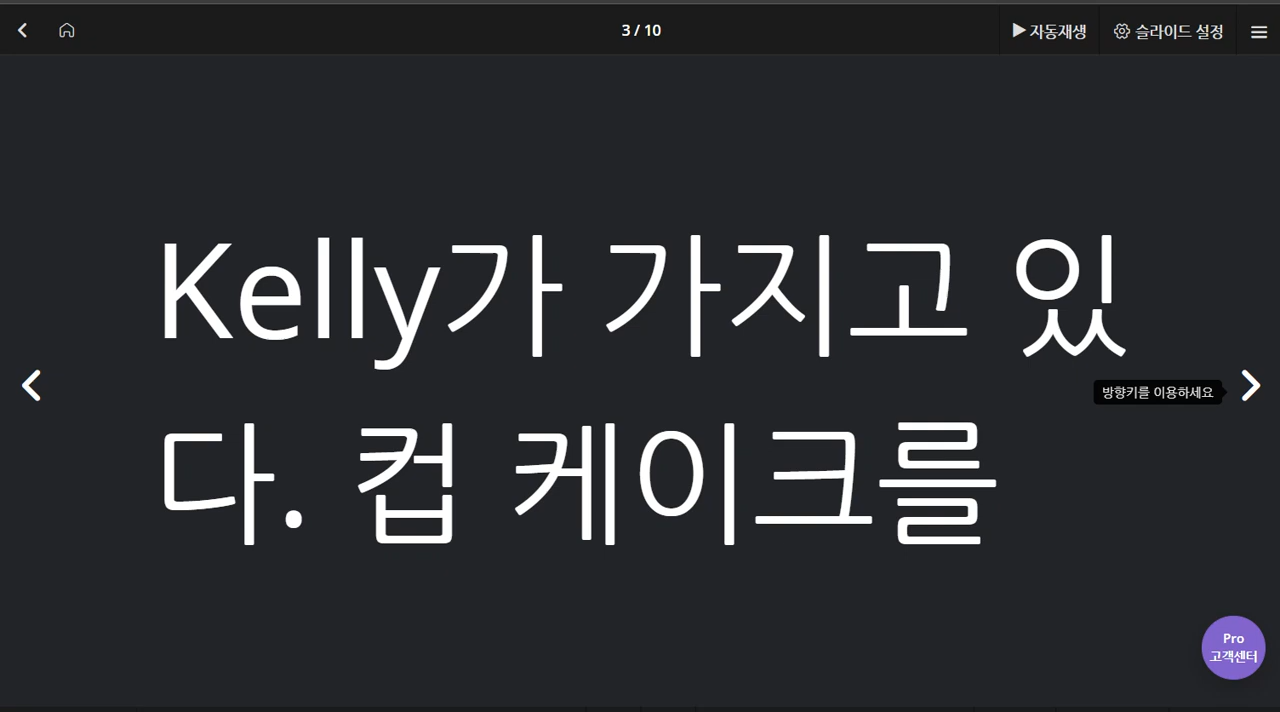 3 / 10
자동재생
슬라이드 설정
Kelly가 가지고 있
다. 컵 케이크를
방향키를 이용하세요
Pro
고객센터